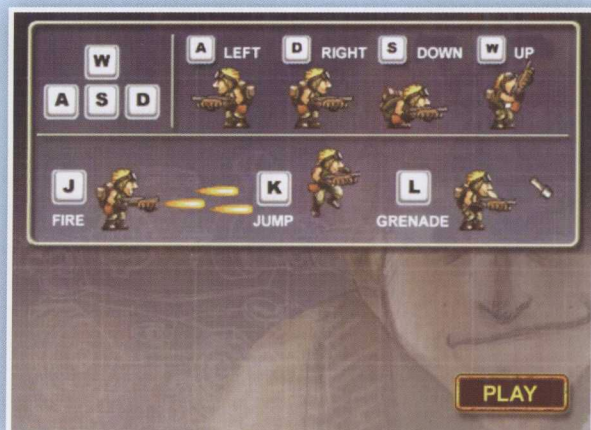 W
A S D
A LEFT D RIGHT S DOWN W UP
J K L
FIRE JUMP GRENADE
PLAY